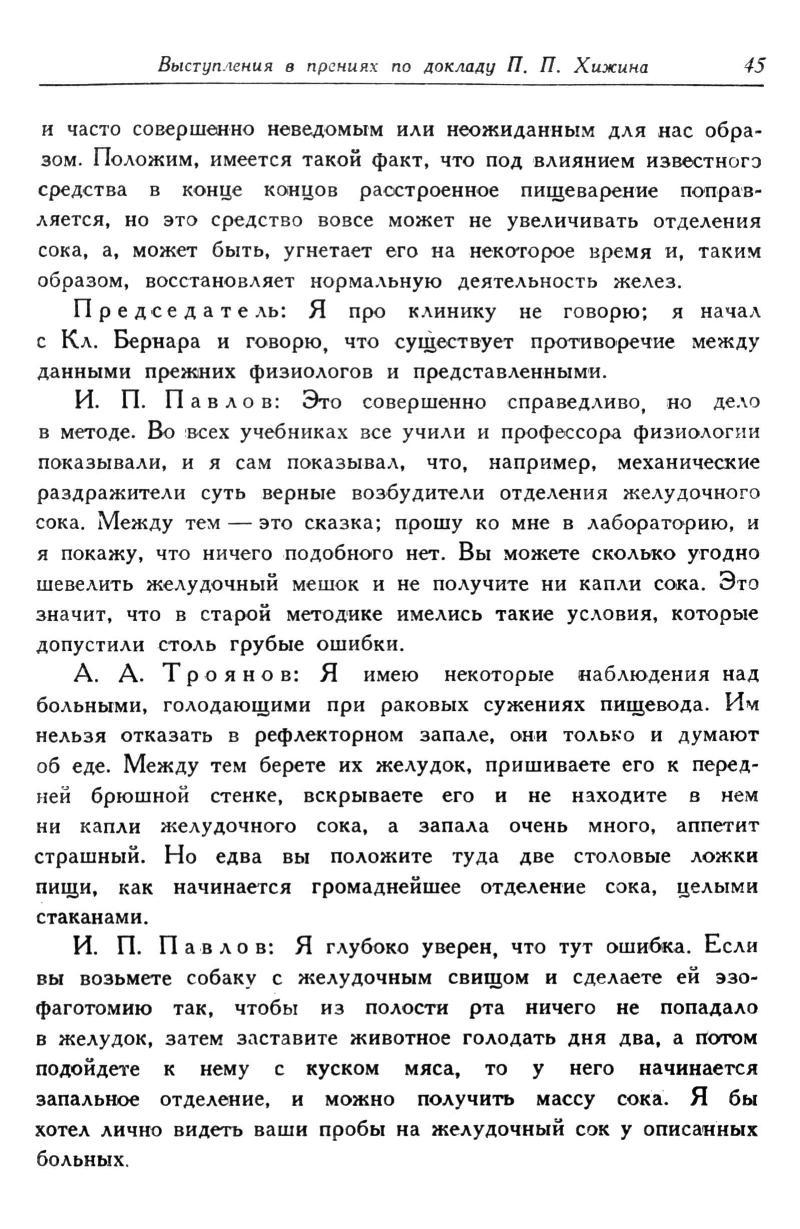 Выступления в прениях по докладу П. П. Хижина 45
и часто совершенно неведомым или неожиданным для нас обра-
зом. Положим, имеется такой факт, что под влиянием известного
средства в конце концов расстроенное пищеварение поправ-
ляется, но это средство вовсе может не увеличивать отделения
сока, а, может быть, угнетает его на некоторое время и, таким
образом, восстановляет нормальную деятельность желез.
Председатель: Я про клинику не говорю; я начал
с Кл. Бернара и говорю, что существует противоречие между
данными прежних физиологов и представленными.
И. П. Павлов: Это совершенно справедливо, но дело
в методе. Во всех учебниках все учили и профессора физиологии
показывали, и я сам показывал, что, например, механические
раздражители суть верные возбудители отделения желудочного
сока. Между тем — это сказка; прошу ко мне в лабораторию, и
я покажу, что ничего подобного нет. Вы можете сколько угодно
шевелить желудочный мешок и не получите ни капли сока. Это
значит, что в старой методике имелись такие условия, которые
допустили столь грубые ошибки.
А. А. Троянов: Я имею некоторые наблюдения над
больными, голодающими при раковых сужениях пищевода. Им
нельзя отказать в рефлекторном запале, они только и думают
об еде. Между тем берете их желудок, пришиваете его к перед-
ней брюшной стенке, вскрываете его и не находите в нем
ни капли желудочного сока, а запала очень много, аппетит
страшный. Но едва вы положите туда две столовые ложки
пищи, как начинается громаднейшее отделение сока, целыми
стаканами.
И. П. Павлов: Я глубоко уверен, что тут ошибка. Если
вы возьмете собаку с желудочным свищом и сделаете ей эзо-
фаготомию так, чтобы из полости рта ничего не попадало
в желудок, затем заставите животное голодать дня два, а потом
подойдете к нему с куском мяса, то у него начинается
запальное отделение, и можно получить массу сока. Я бы
хотел лично видеть ваши пробы на желудочный сок у описанных
больных.